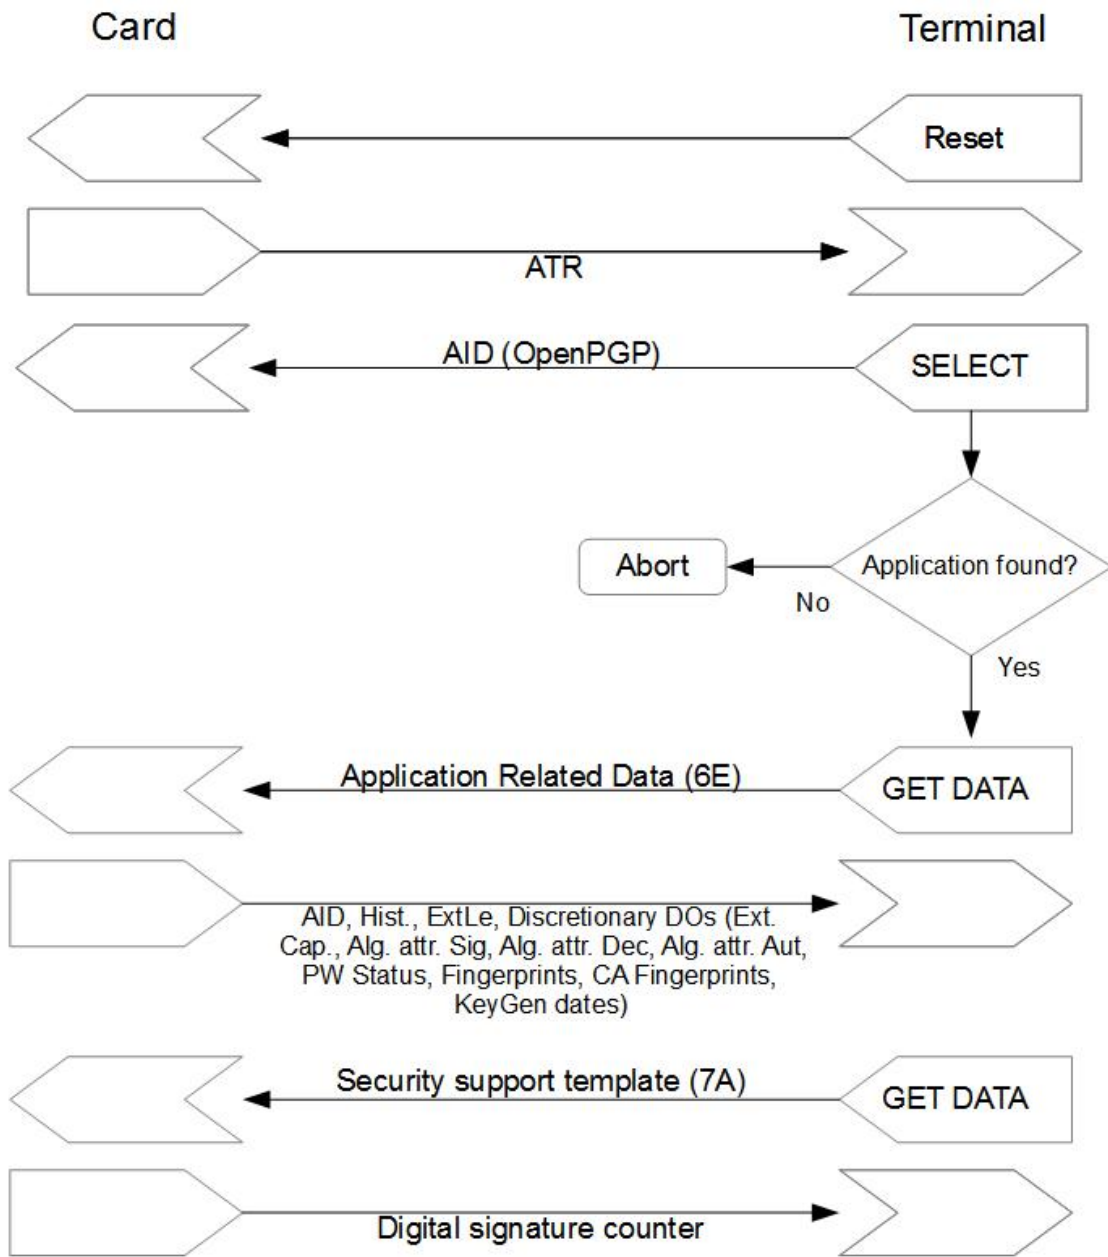 Card
Terminal
Reset
ATR
AID (OpenPGP)
SELECT
Application found?
Abort
No
Yes
Application Related Data (6E)
GET DATA
AID, Hist., ExtLe, Discretionary DOs (Ext.
Cap., Alg. attr. Sig, Alg. attr. Dec, Alg. attr. Aut,
PW Status, Fingerprints, CA Fingerprints,
KeyGen dates)
Security support template (7A)
GET DATA
Digital signature counter